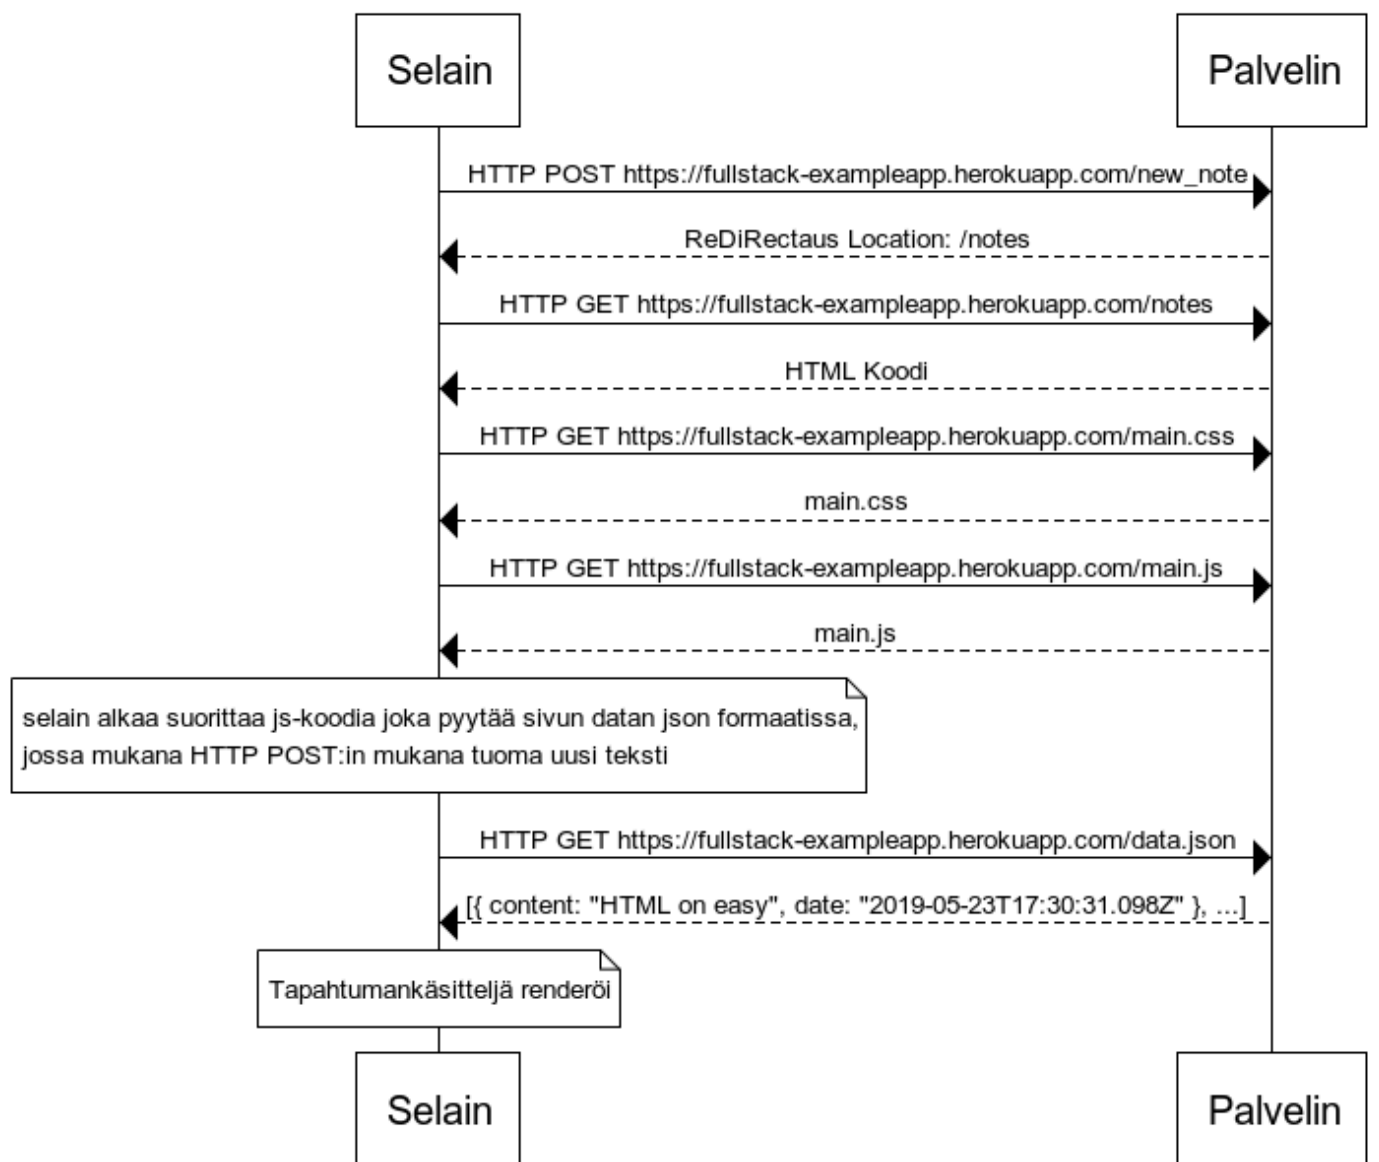 Selain
Palvelin
HTTP POST https://fullstack-exampleapp.herokuapp.com/new_note
ReDiRectaus Location: /notes
HTTP GET https://fullstack-exampleapp.herokuapp.com/notes
HTML Koodi
HTTP GET https://fullstack-exampleapp.herokuapp.com/main.css
main.css
HTTP GET https://fullstack-exampleapp.herokuapp.com/main.js
main.js
selain alkaa suorittaa js-koodia joka pyytää sivun datan json formaatissa,
jossa mukana HTTP POST:in mukana tuoma uusi teksti
HTTP GET https://fullstack-exampleapp.herokuapp.com/data.json
[{ content: "HTML on easy", date: "2019-05-23T17:30:31.098Z" }, ...]
Tapahtumankäsitteljä renderöi
Selain
Palvelin